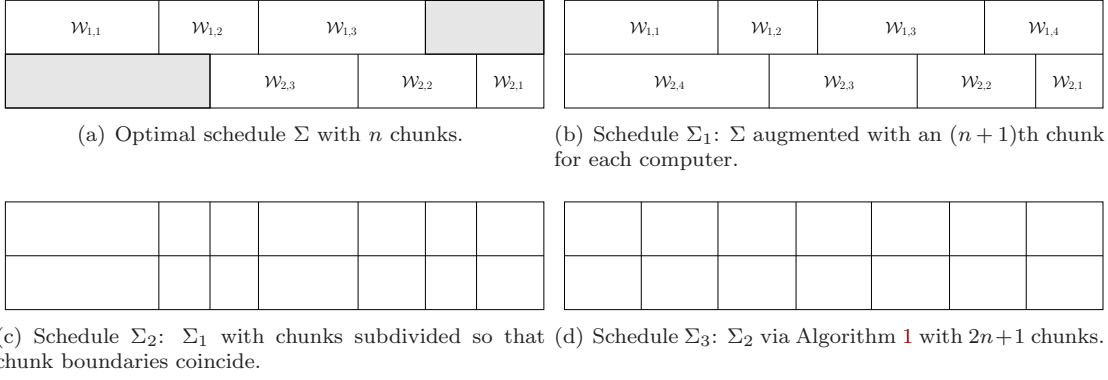 𝒲1,1 𝒲1,2 𝒲1,3
𝒲2,3 𝒲2,2 𝒲2,1
(a) Optimal schedule Σ with n chunks.
𝒲1,1 𝒲1,2 𝒲1,3 𝒲1,4
𝒲2,4 𝒲2,3 𝒲2,2 𝒲2,1
(b) Schedule Σ1: Σ augmented with an (n + 1)th chunk
for each computer.
(c) Schedule Σ2: Σ1 with chunks subdivided so that
chunk boundaries coincide.
(d) Schedule Σ3: Σ2 via Algorithm 1 with 2n+1 chunks.